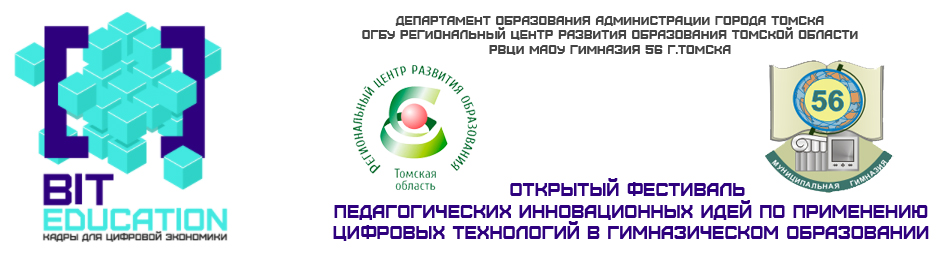 ДЕПАРТАМЕНТ ОБРАЗОВАНИЯ АДМИНИСТРАЦИИ ГОРОДА ТОМСКА
ОГБУ РЕГИОНАЛЬНЫЙ ЦЕНТР РАЗВИТИЯ ОБРАЗОВАНИЯ ТОМСКОЙ ОБЛАСТИ
РВЦИ МАОУ ГИМНАЗИЯ 56 Г.ТОМСКА
РЕГИОНАЛЬНЫЙ ЦЕНТР РАЗВИТИЯ ОБРАЗОВАНИЯ
Томская
область
56
МУНИЦИПАЛЬНАЯ ГИМНАЗИЯ
BIT
EDUCATION
КАДРЫ ДЛЯ ЦИФРОВОЙ ЭКОНОМИКИ
ОТКРЫТЫЙ ФЕСТИВАЛЬ
ПЕДАГОГИЧЕСКИХ ИННОВАЦИОННЫХ ИДЕЙ ПО ПРИМЕНЕНИЮ
ЦИФРОВЫХ ТЕХНОЛОГИЙ В ГИМНАЗИЧЕСКОМ ОБРАЗОВАНИИ